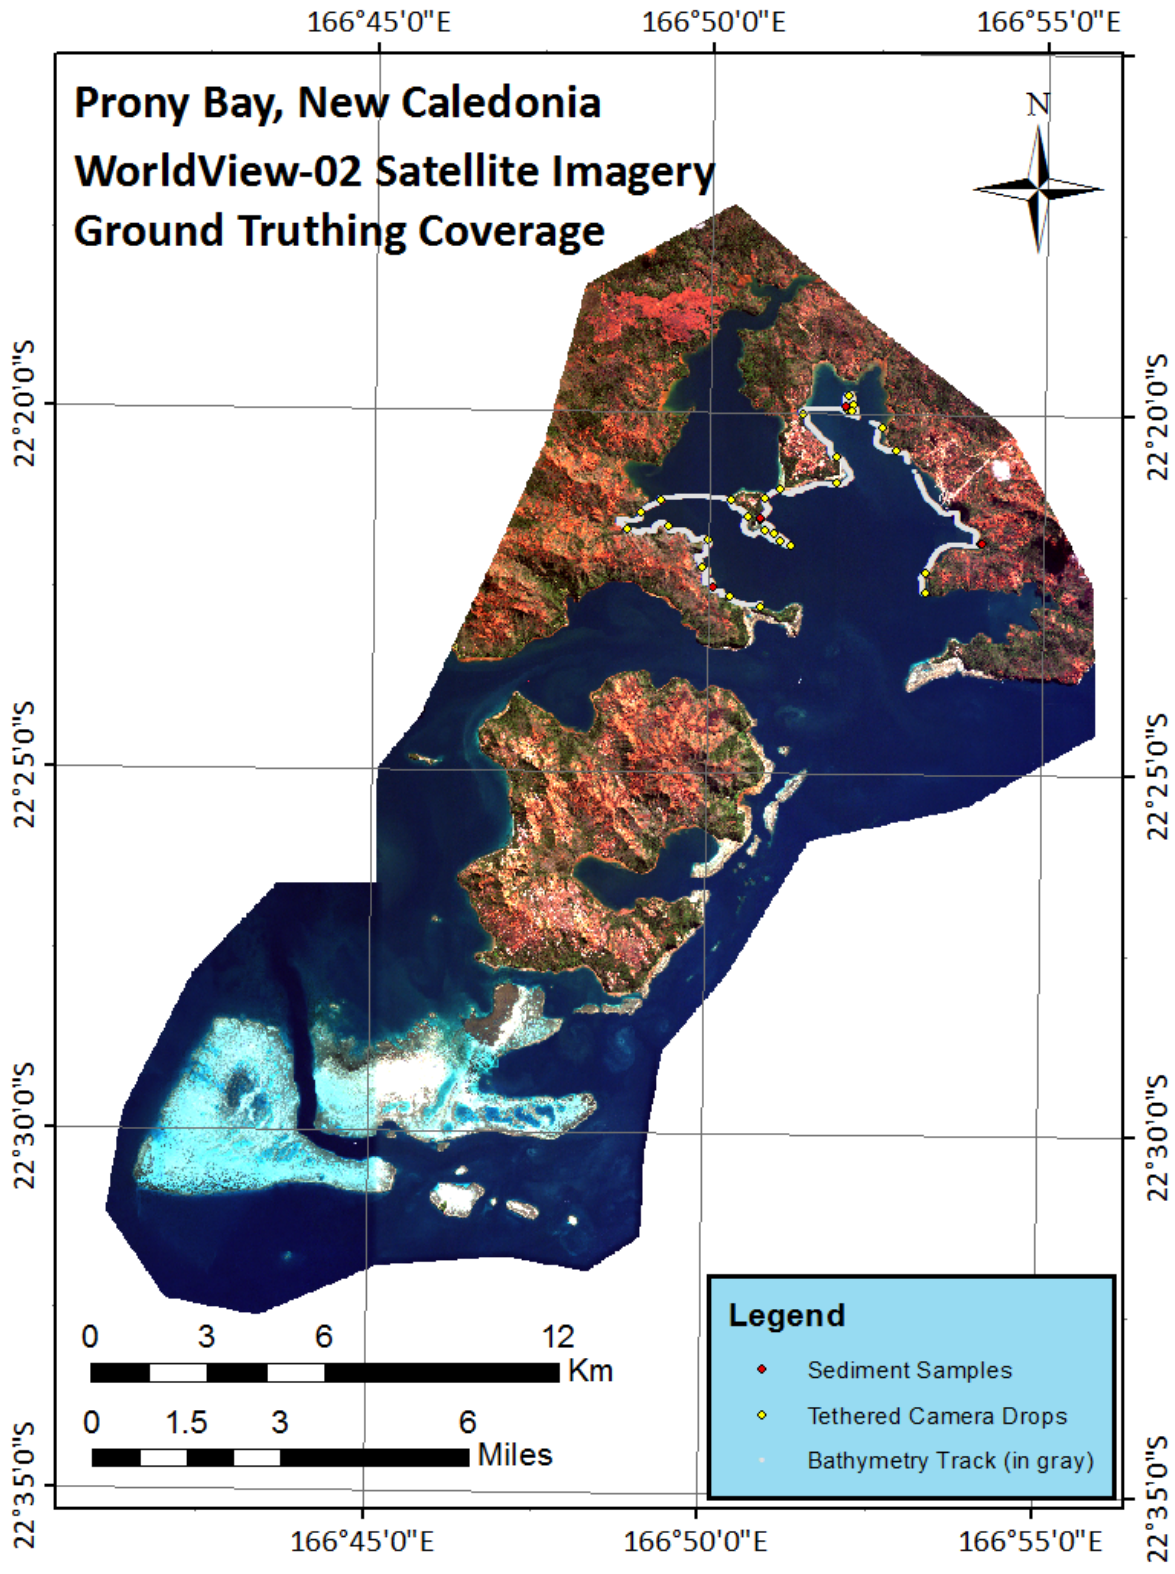 166°45'0"E 166°50'0"E 166°55'0"E
Prony Bay, New Caledonia
WorldView-02 Satellite Imagery
Ground Truthing Coverage
N
22°20'0"S 22°20'0"S
22°25'0"S 22°25'0"S
22°30'0"S 22°30'0"S
22°35'0"S 22°35'0"S
0 3 6 12
Km
0 1.5 3 6
Miles
Legend
Sediment Samples
Tethered Camera Drops
Bathymetry Track (in gray)
166°45'0"E 166°50'0"E 166°55'0"E